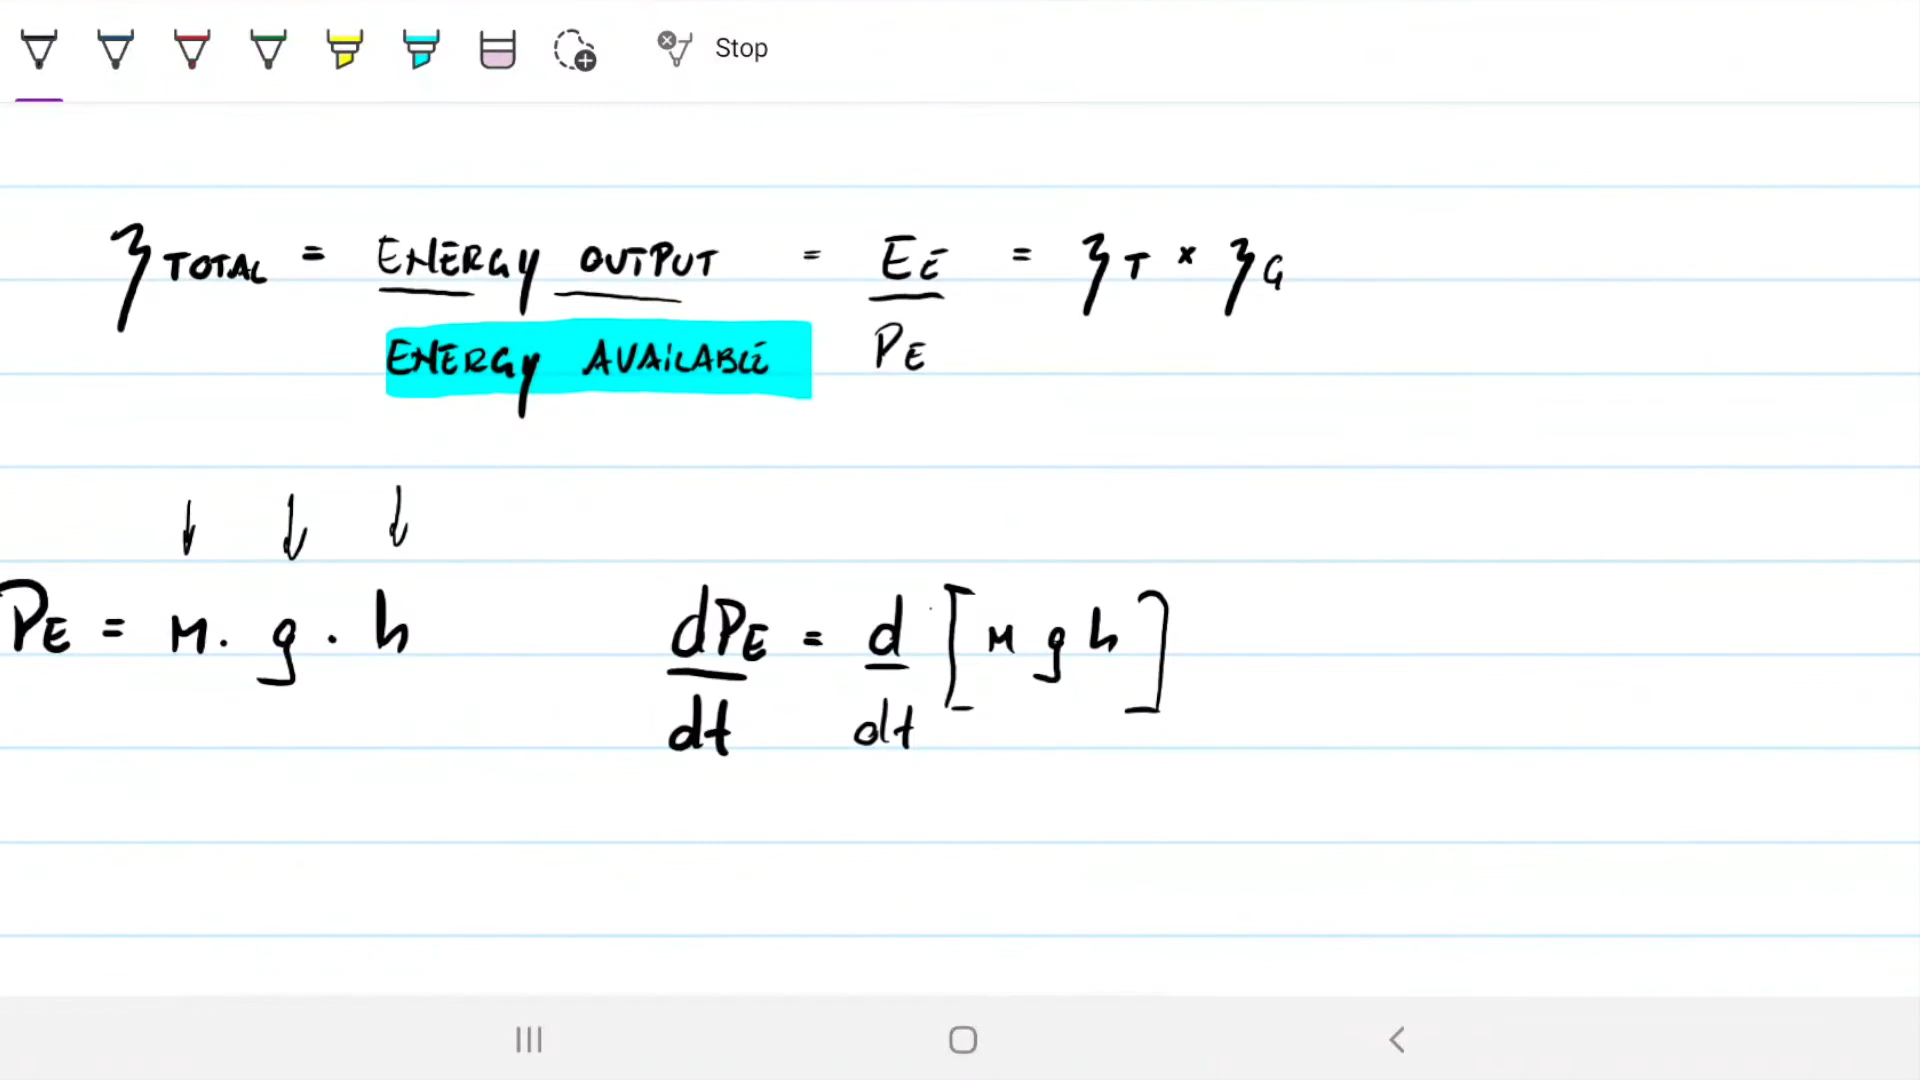 Stop
η TOTAL = ENERGY OUTPUT = EE = ηT × ηG
ENERGY AVAILABLE PE
PE = M. g . h dPE = d [M g h]
dt dt